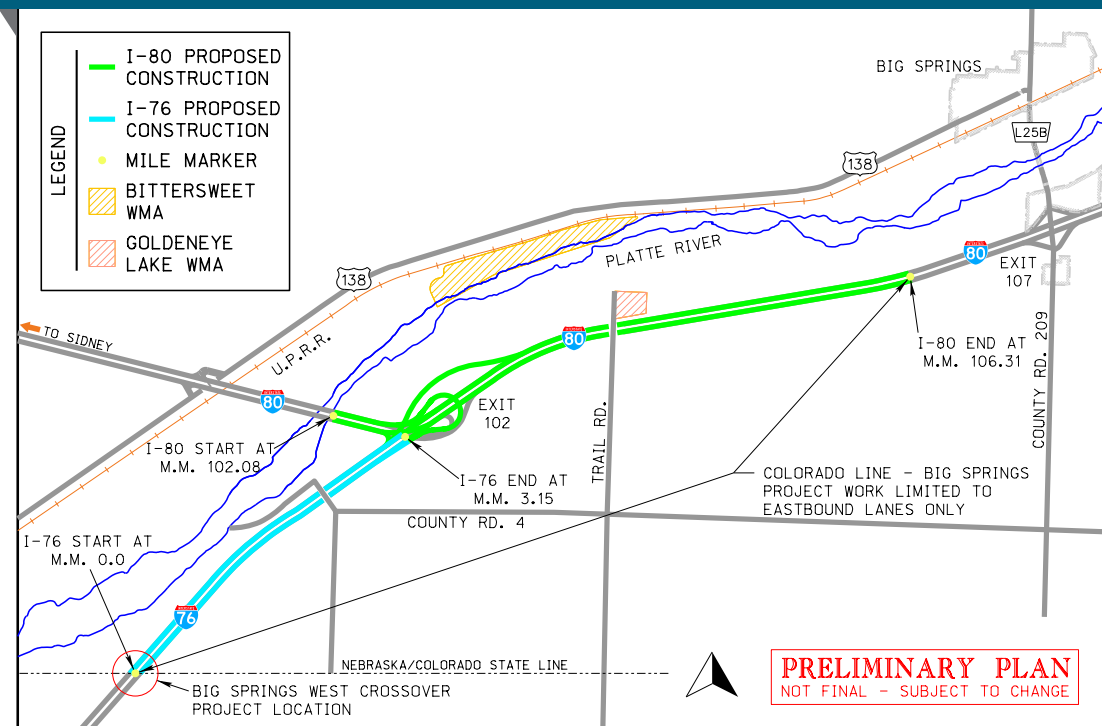 LEGEND
I-80 PROPOSED
CONSTRUCTION
I-76 PROPOSED
CONSTRUCTION
MILE MARKER
BITTERSWEET
WMA
GOLDENEYE
LAKE WMA
BIG SPRINGS
L25B
138
138
PLATTE RIVER
80
EXIT
107
TO SIDNEY
U.P.R.R.
80
80
I-80 END AT
M.M. 106.31
COUNTY RD. 209
EXIT
102
TRAIL RD.
I-80 START AT
M.M. 102.08
I-76 END AT
M.M. 3.15
COLORADO LINE - BIG SPRINGS
PROJECT WORK LIMITED TO
EASTBOUND LANES ONLY
COUNTY RD. 4
I-76 START AT
M.M. 0.0
76
NEBRASKA/COLORADO STATE LINE
BIG SPRINGS WEST CROSSOVER
PROJECT LOCATION
PRELIMINARY PLAN
NOT FINAL - SUBJECT TO CHANGE